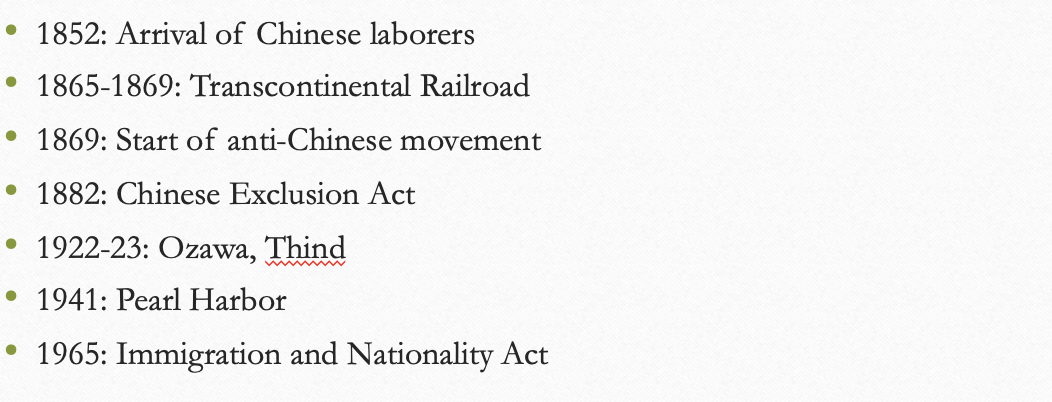 • 1852: Arrival of Chinese laborers
• 1865-1869: Transcontinental Railroad
• 1869: Start of anti-Chinese movement
• 1882: Chinese Exclusion Act
• 1922-23: Ozawa, Thind
• 1941: Pearl Harbor
• 1965: Immigration and Nationality Act